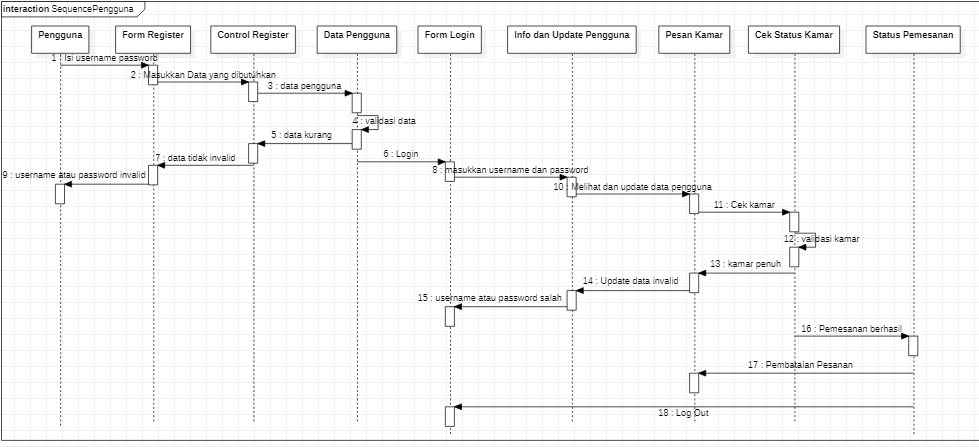 interaction SequencePengguna
Pengguna
Form Register
Control Register
Data Pengguna
Form Login
Info dan Update Pengguna
Pesan Kamar
Cek Status Kamar
Status Pemesanan
1 : Isi username password
2 : Masukkan Data yang dibutuhkan
3 : data pengguna
4 : validasi data
5 : data kurang
6 : Login
7 : data tidak invalid
8 : masukkan username dan password
9 : username atau password invalid
10 : Melihat dan update data pengguna
11 : Cek kamar
12 : validasi kamar
13 : kamar penuh
14 : Update data invalid
15 : username atau password salah
16 : Pemesanan berhasil
17 : Pembatalan Pesanan
18 : Log Out